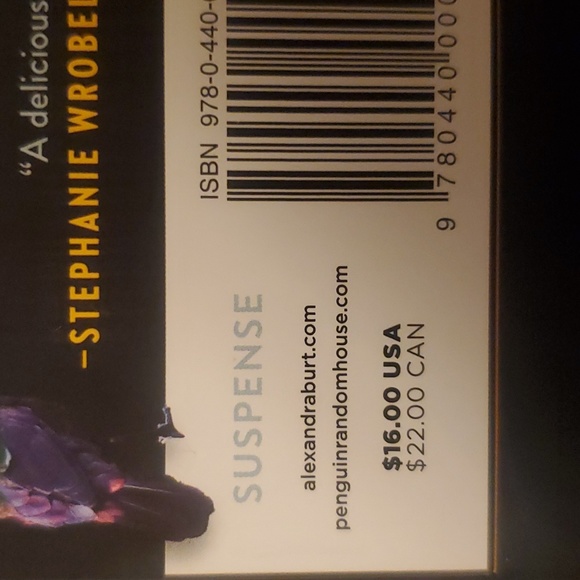 "A delicious
–STEPHANIE WROBEL
SUSPENSE
alexandraburt.com
penguinrandomhouse.com
$16.00 USA
$22.00 CAN
ISBN 978-0-440-
9 780440 000